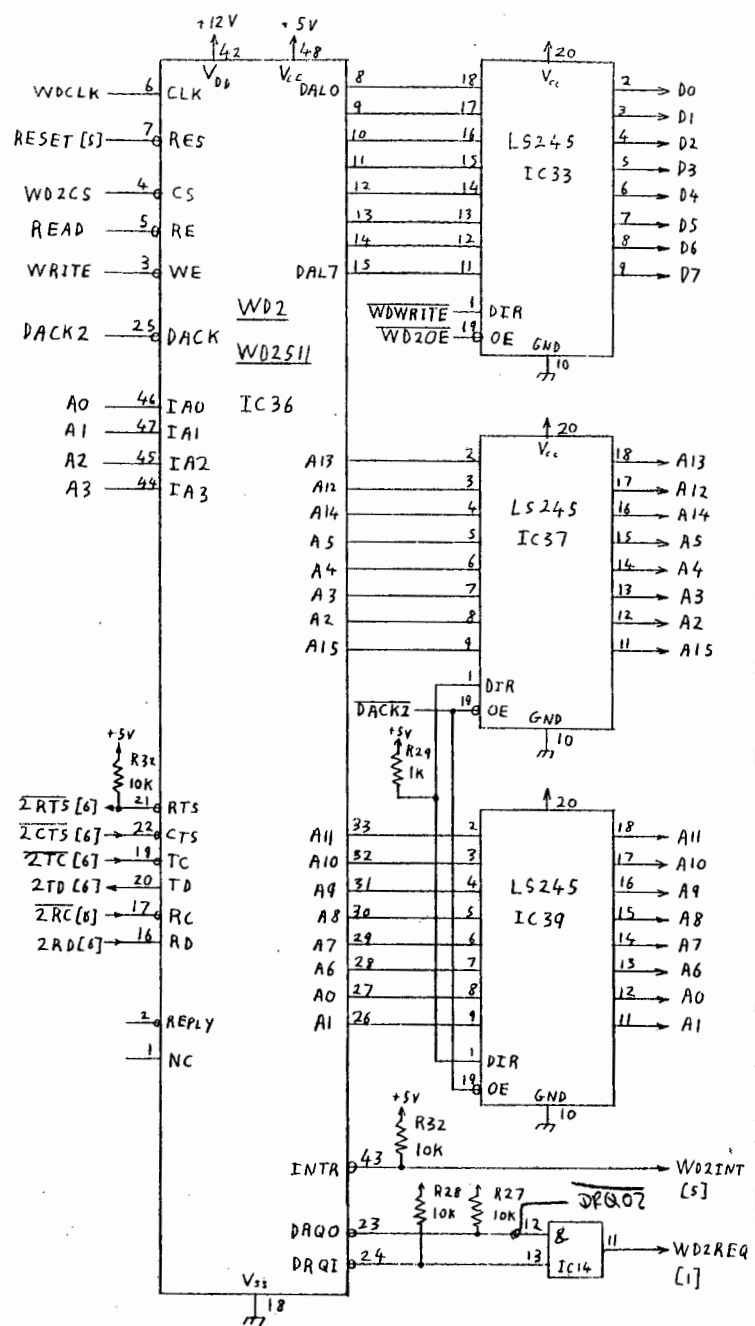 +12V +5V
42 48 20
VDD VCC VCC
WDCLK 6 CLK DAL0 8 18 2 D0
9 17 3 D1
RESET [5] 7 RES 10 16 LS245 4 D2
11 15 IC33 5 D3
WD2CS 4 CS 12 14 6 D4
READ 5 RE 13 13 7 D5
14 12 8 D6
WRITE 3 WE DAL7 15 11 9 D7
WD2 WDWRITE 1 DIR
DACK2 25 DACK WD2OE 19 OE
WD2511 GND
10
A0 46 IA0 IC36
A1 47 IA1 20
VCC
A2 45 IA2 A13 2 18 A13
A3 44 IA3 A12 3 17 A12
A14 4 LS245 16 A14
A5 5 IC37 15 A5
A4 6 14 A4
A3 7 13 A3
A2 8 12 A2
A15 9 11 A15
1 DIR
DACK2 19 OE
GND
+5V +5V 10
R32 R29
10K 1K
2RTS [6] 21 RTS 20
2CTS [6] 22 CTS A11 33 2 18 A11
2TC [6] 19 TC A10 32 3 17 A10
2TD [6] 20 TD A9 31 4 LS245 16 A9
2RC [6] 17 RC A8 30 5 IC39 15 A8
2RD [6] 16 RD A7 29 6 14 A7
A6 28 7 13 A6
A0 27 8 12 A0
2 REPLY A1 26 9 11 A1
1 NC 1 DIR
19 OE
GND
+5V 10
R32
10K
INTR 43 WD2INT
[5]
R28 R27 DRQO2
10K 10K
DRQO 23 12 &
11 WD2REQ
DRQI 24 13 IC14 [1]
VSS
18